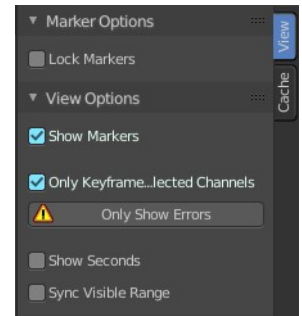 Marker Options
Lock Markers
View Options
Show Markers
Only Keyframe...lected Channels
Only Show Errors
Show Seconds
Sync Visible Range
View
Cache